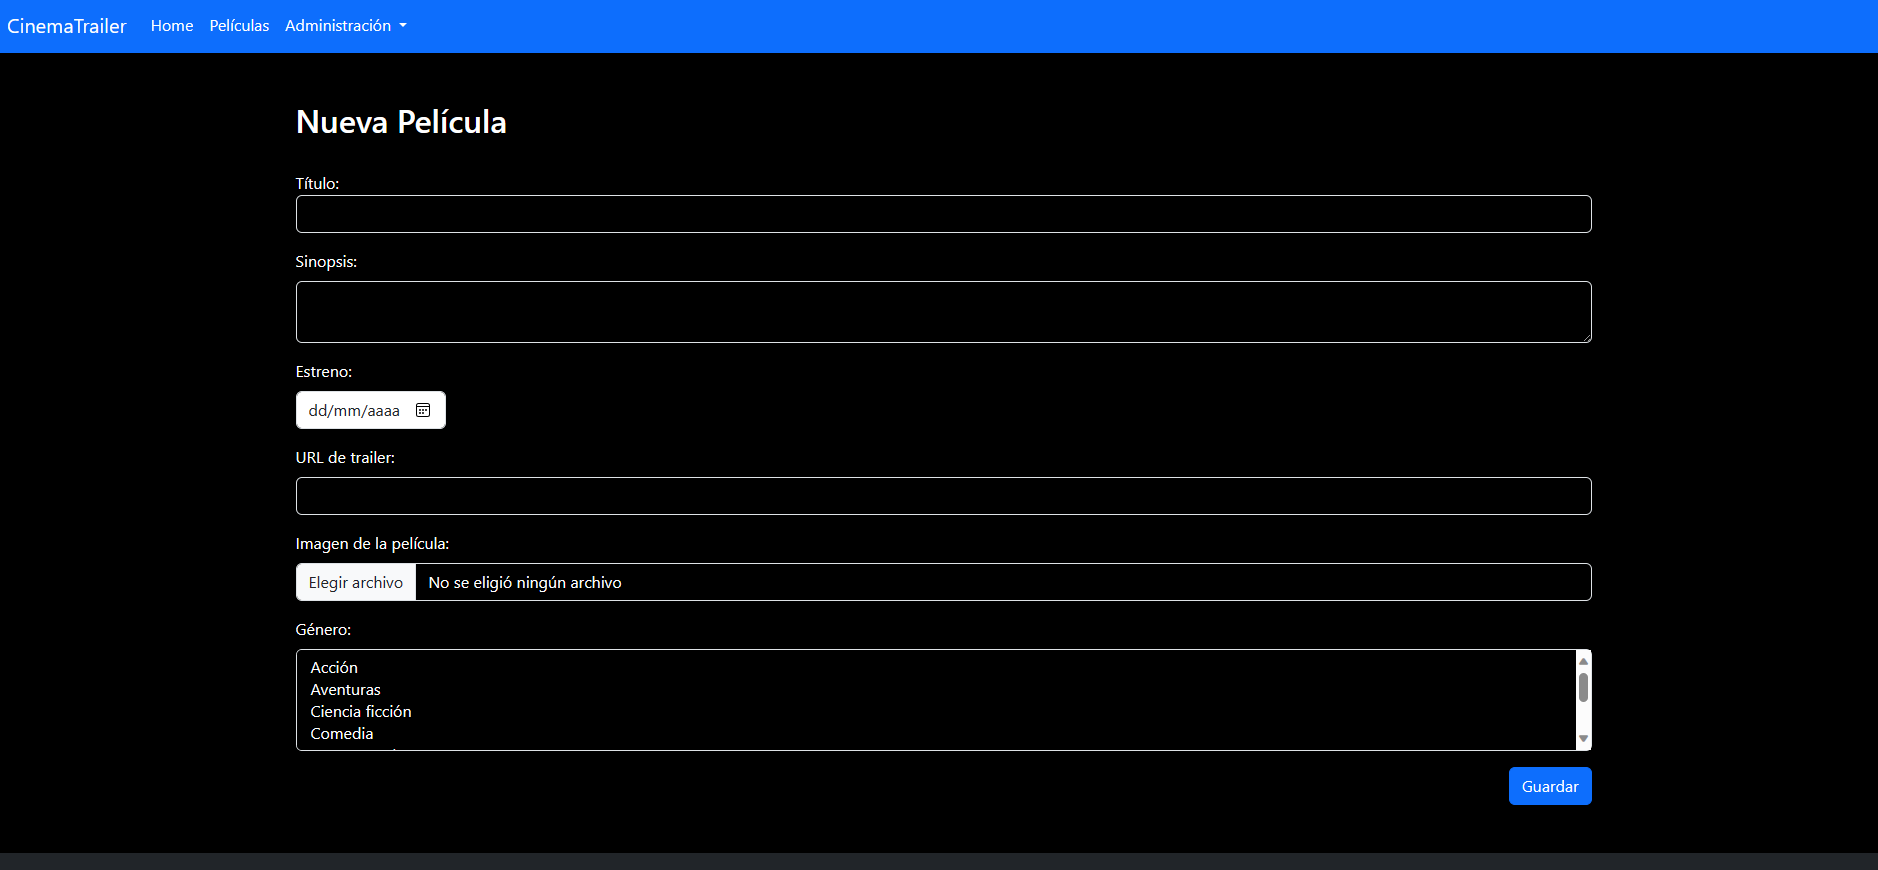 CinemaTrailer Home Películas Administración
Nueva Película
Título:
Sinopsis:
Estreno:
dd/mm/aaaa
URL de trailer:
Imagen de la película:
Elegir archivo No se eligió ningún archivo
Género:
Acción
Aventuras
Ciencia ficción
Comedia
Guardar